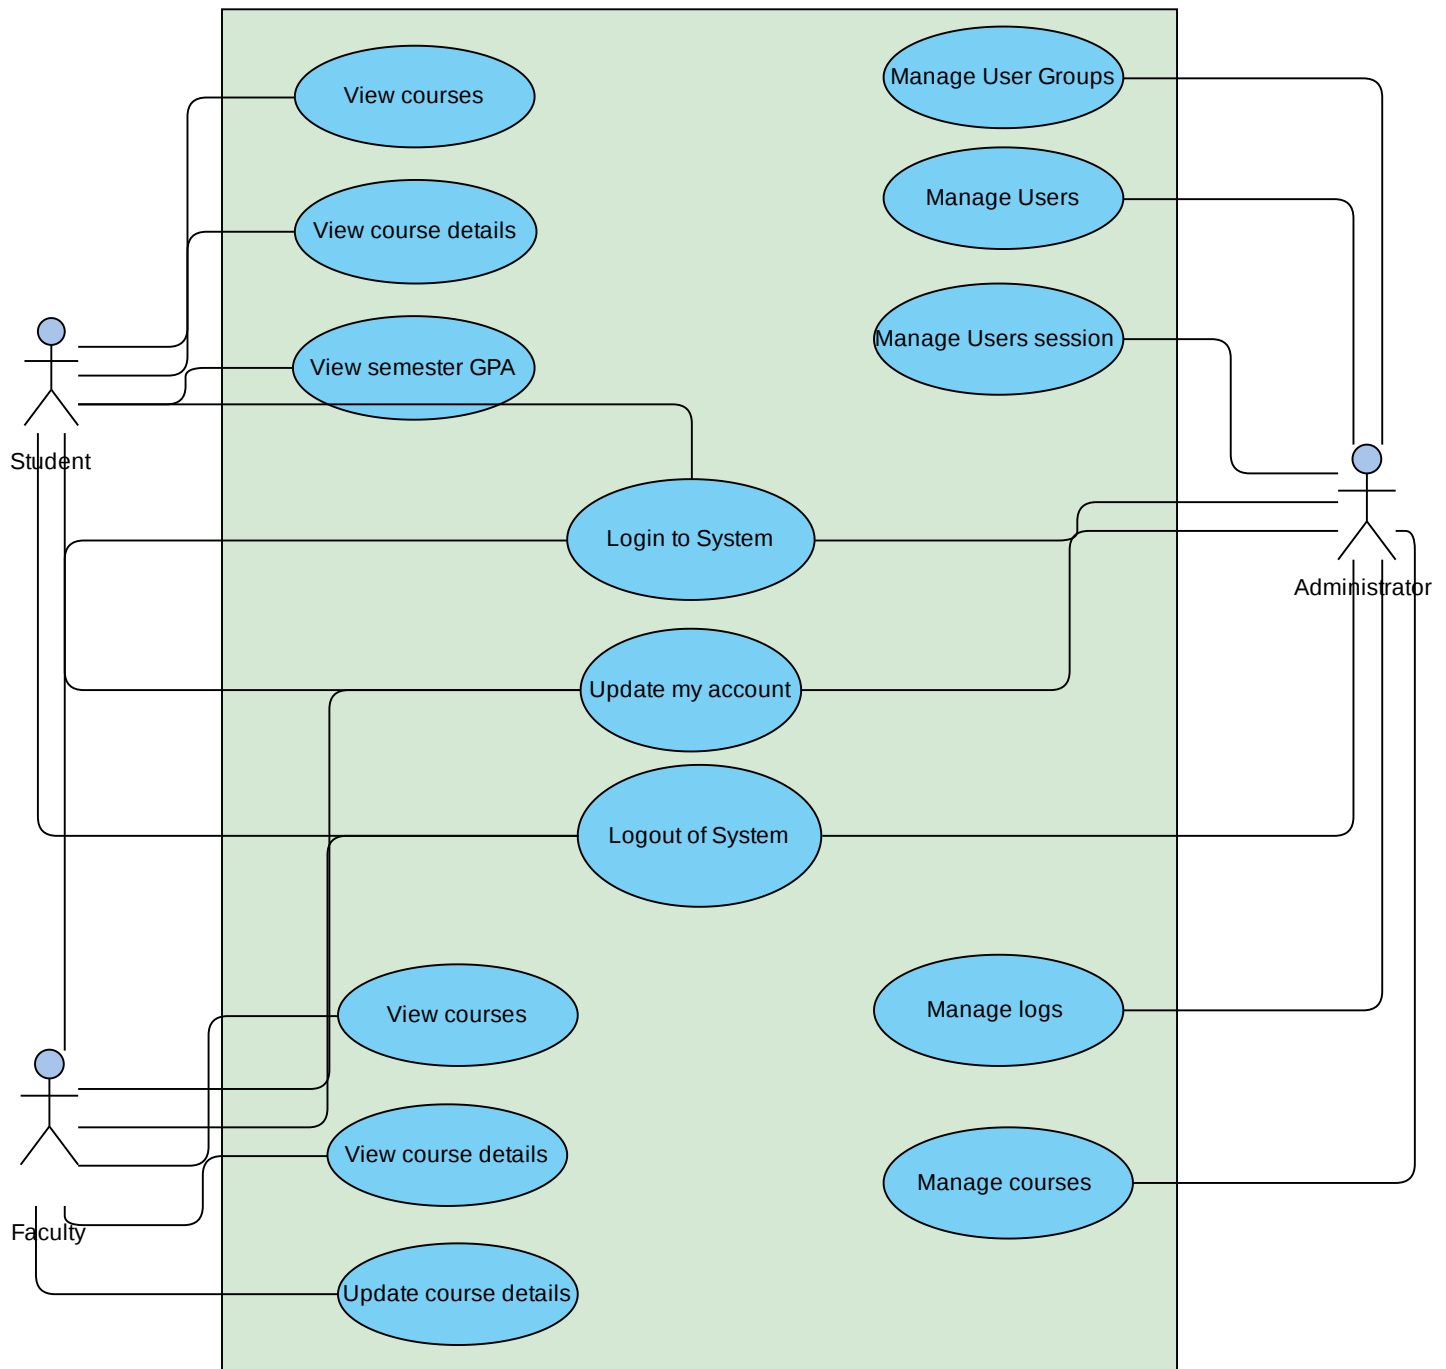 View courses
Manage User Groups
Manage Users
View course details
Manage Users session
View semester GPA
Student
Login to System
Administrator
Update my account
Logout of System
View courses
Manage logs
View course details
Manage courses
Faculty
Update course details